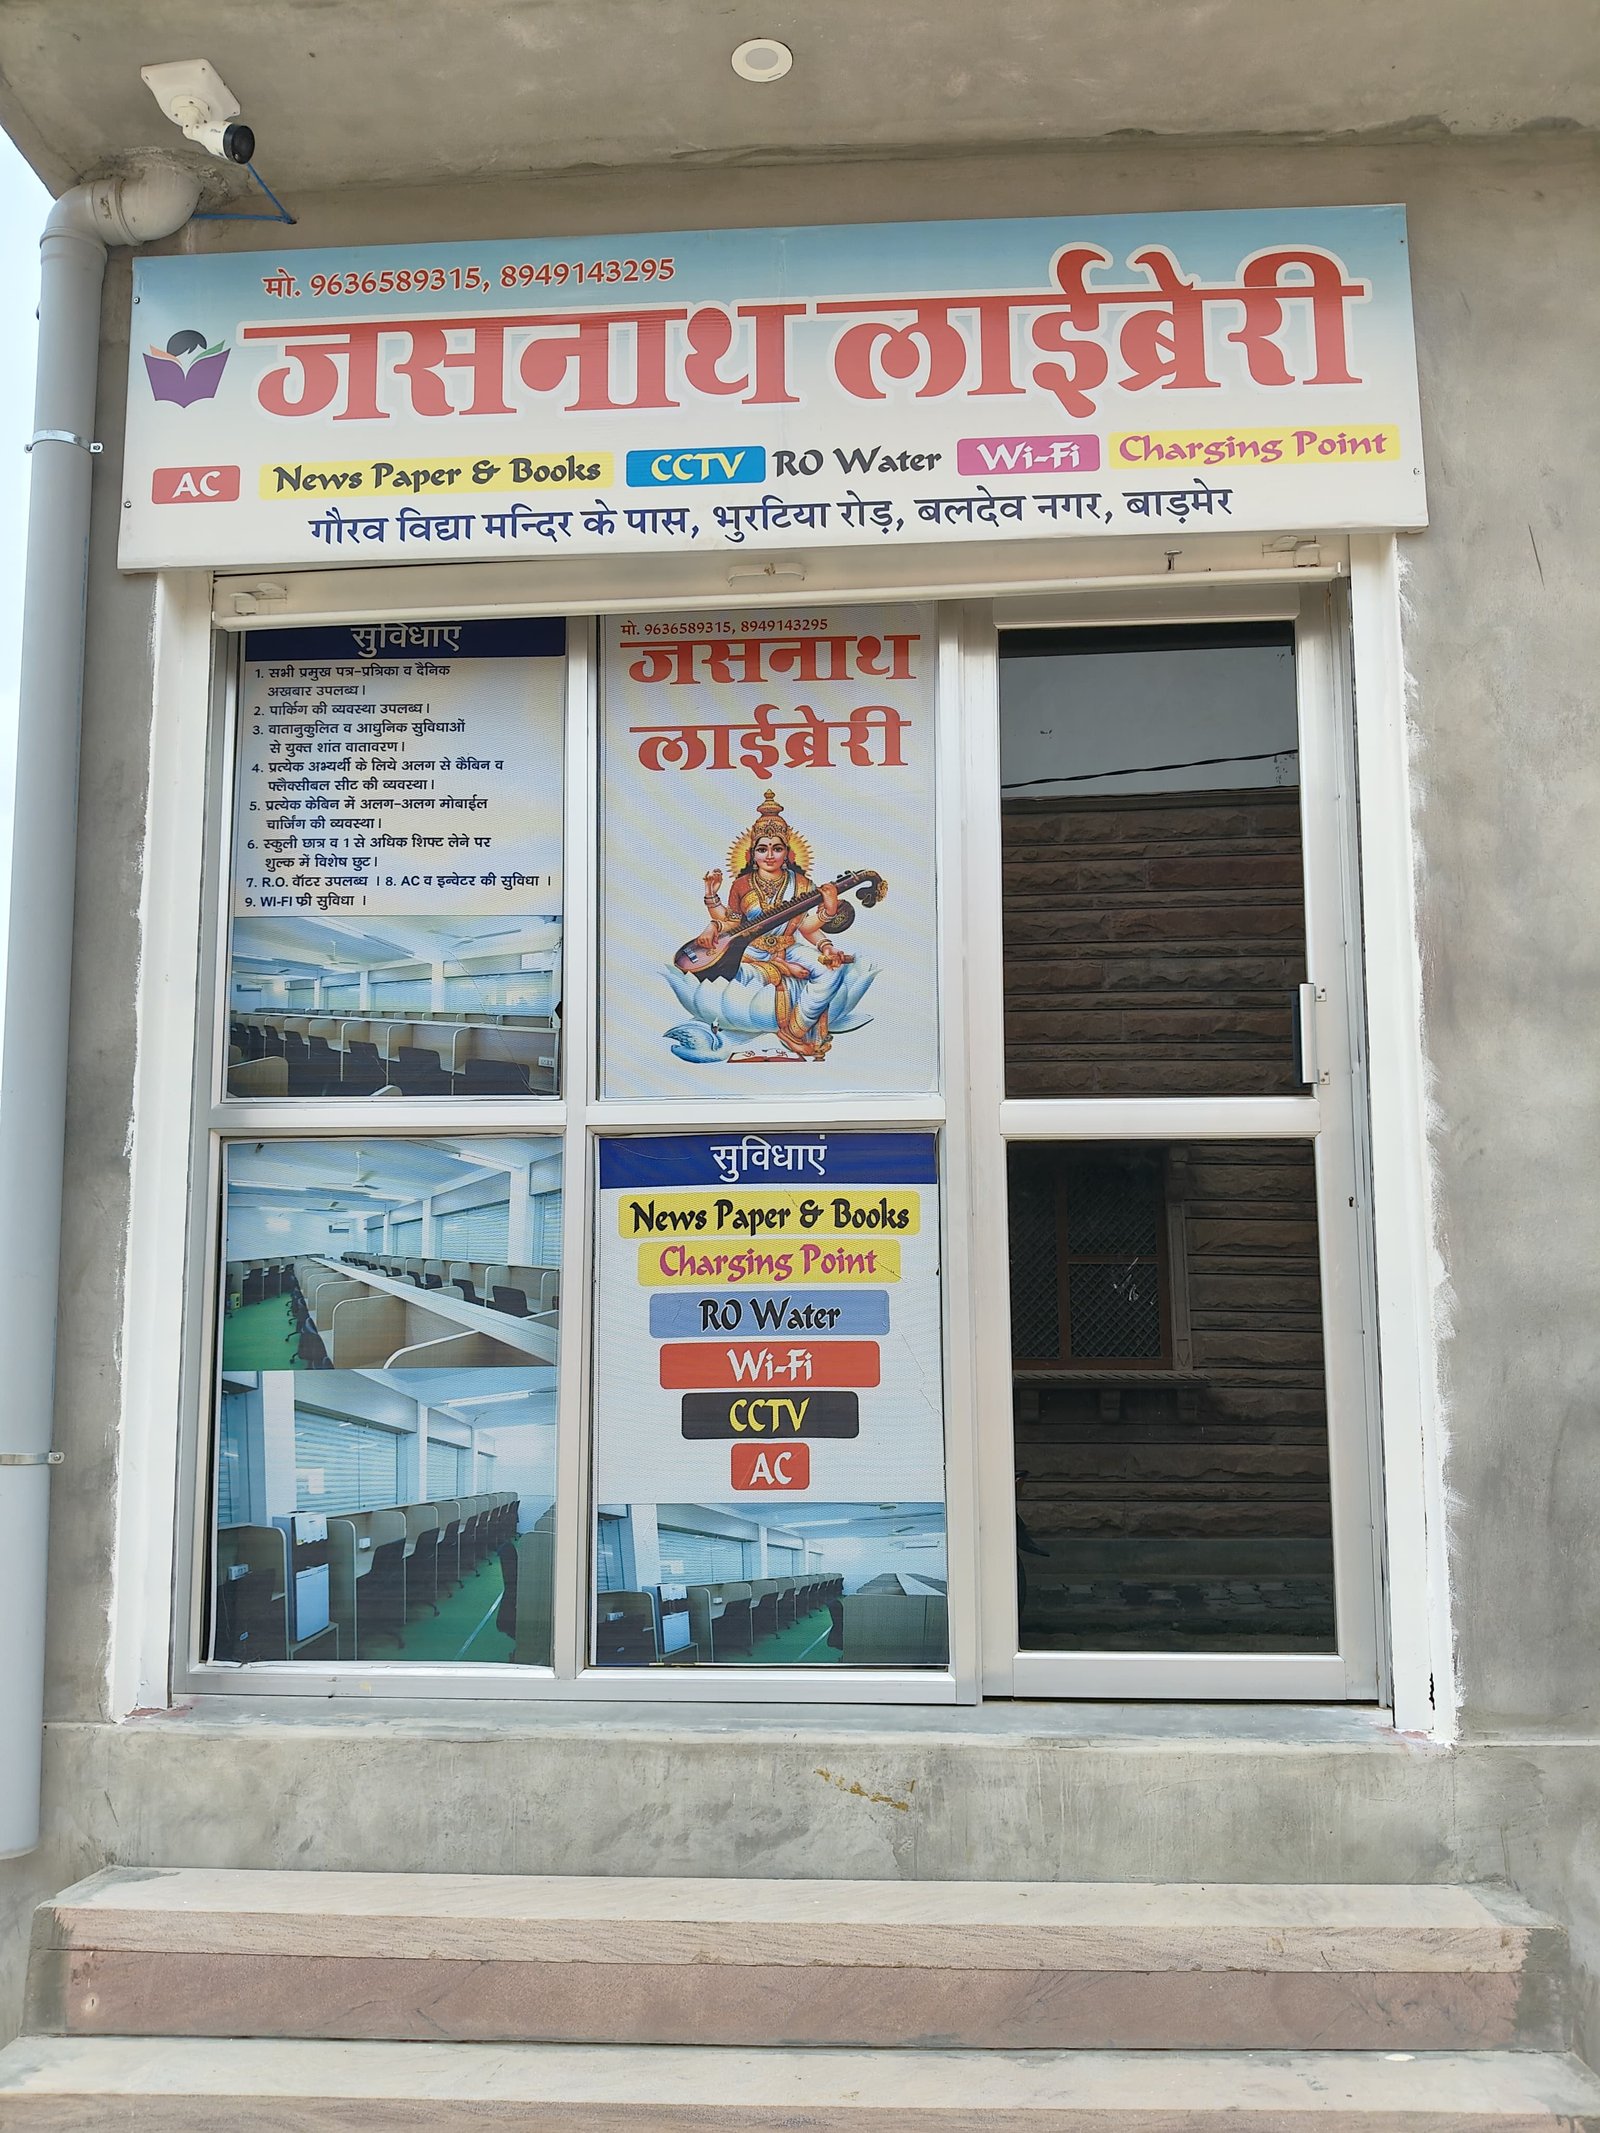 मो. 9636589315, 8949143295
जसनाथ लाईब्रेरी
AC News Paper & Books CCTV RO Water Wi-Fi Charging Point
गौरव विद्या मन्दिर के पास, भुरटिया रोड़, बलदेव नगर, बाड़मेर
सुविधाएं
1. सभी प्रमुख पत्र-प्रत्रिका व दैनिक
अखबार उपलब्ध।
2. पार्किग की व्यवस्था उपलब्ध।
3. वातानुकुलित व आधुनिक सुविधाओं
से युक्त शांत वातावरण।
4. प्रत्येक अभ्यर्थी के लिये अलग से कैबिन व
फ्लैक्सीबल सीट की व्यवस्था।
5. प्रत्येक केबिन में अलग-अलग मोबाईल
चार्जिंग की व्यवस्था।
6. स्कुली छात्र व 1 से अधिक शिफ्ट लेने पर
शुल्क में विशेष छुट।
7. R.O. वॉटर उपलब्ध । 8. AC व इन्वेटर की सुविधा ।
9. WI-FI फ्री सुविधा ।
मो. 9636589315, 8949143295
जसनाथ
लाईब्रेरी
सुविधाएं
News Paper & Books
Charging Point
RO Water
Wi-Fi
CCTV
AC